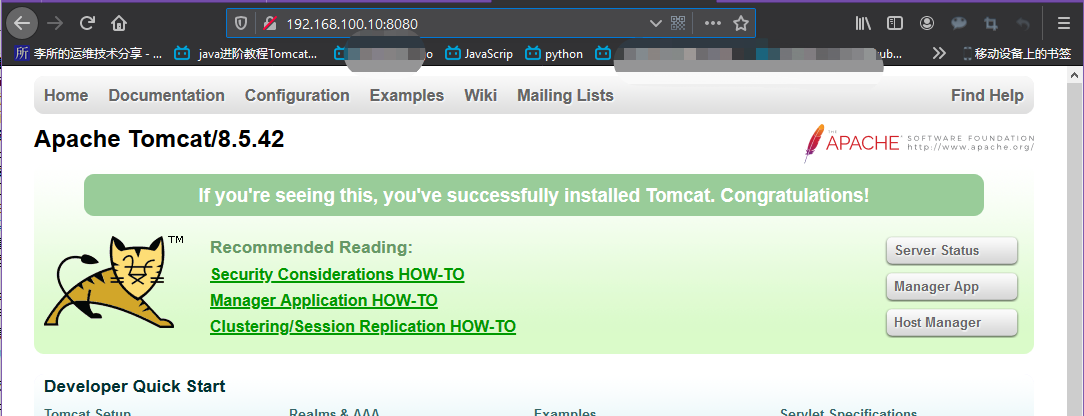 192.168.100.10:8080
所 李所的运维技术分享 - ... java进阶教程Tomcat... o JavaScrip python ub... 移动设备上的书签
Home Documentation Configuration Examples Wiki Mailing Lists Find Help
Apache Tomcat/8.5.42
THE APACHE® SOFTWARE FOUNDATION
http://www.apache.org/
If you're seeing this, you've successfully installed Tomcat. Congratulations!
TM
Recommended Reading:
Security Considerations HOW-TO
Manager Application HOW-TO
Clustering/Session Replication HOW-TO
Server Status
Manager App
Host Manager
Developer Quick Start
Tomcat Setup Realms & AAA Examples Servlet Specifications